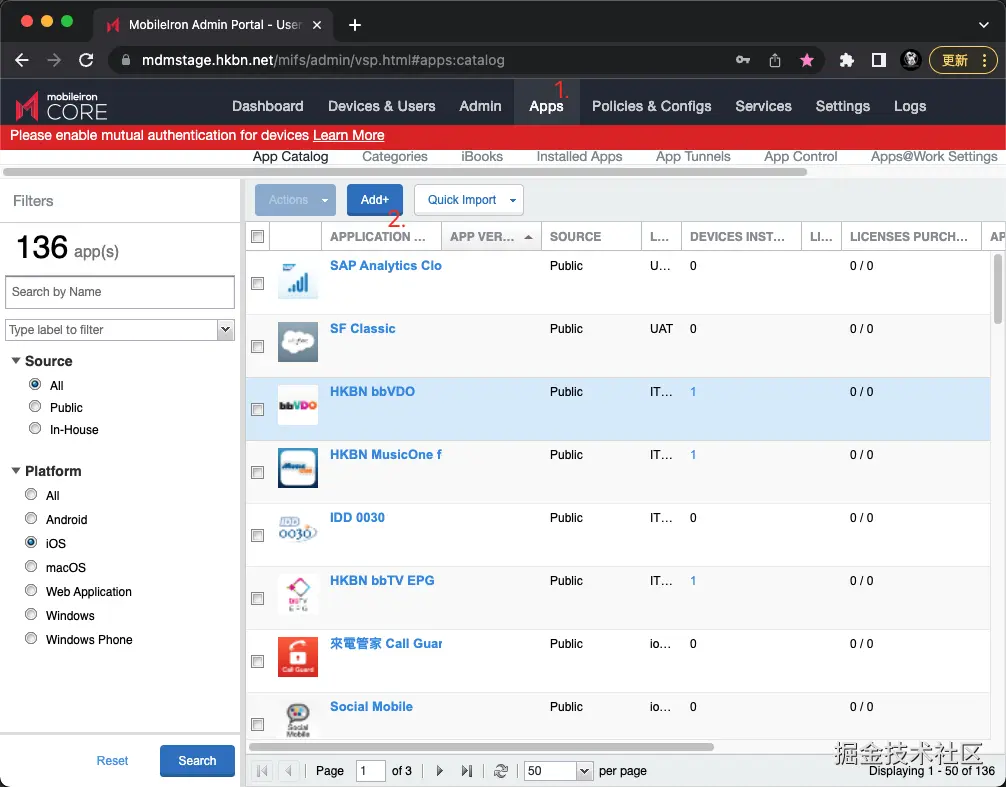 MobileIron Admin Portal - User
mdmstage.hkbn.net/mifs/admin/vsp.html#apps:catalog
更新
mobileiron
CORE
Dashboard Devices & Users Admin Apps Policies & Configs Services Settings Logs
1.
Please enable mutual authentication for devices Learn More
App Catalog Categories iBooks Installed Apps App Tunnels App Control Apps@Work Settings
Filters
136 app(s)
Search by Name
Type label to filter
Source
All
Public
In-House
Platform
All
Android
iOS
macOS
Web Application
Windows
Windows Phone
Reset Search
Actions Add+ Quick Import
2.
APPLICATION ... APP VER... SOURCE L... DEVICES INST... LI... LICENSES PURCH... AP
SAP Analytics Clo Public U... 0 0 / 0
SF Classic Public UAT 0 0 / 0
bbVDO HKBN bbVDO Public IT... 1 0 / 0
MusicOne HKBN MusicOne f Public IT... 1 0 / 0
IDD 0030 IDD 0030 Public IT... 0 0 / 0
bbTV EPG HKBN bbTV EPG Public IT... 1 0 / 0
Call Guard 來電管家 Call Guar Public io... 0 0 / 0
Social Mobile Social Mobile Public io... 0 0 / 0
Page 1 of 3 50 per page
Displaying 1 - 50 of 136
掘金技术社区